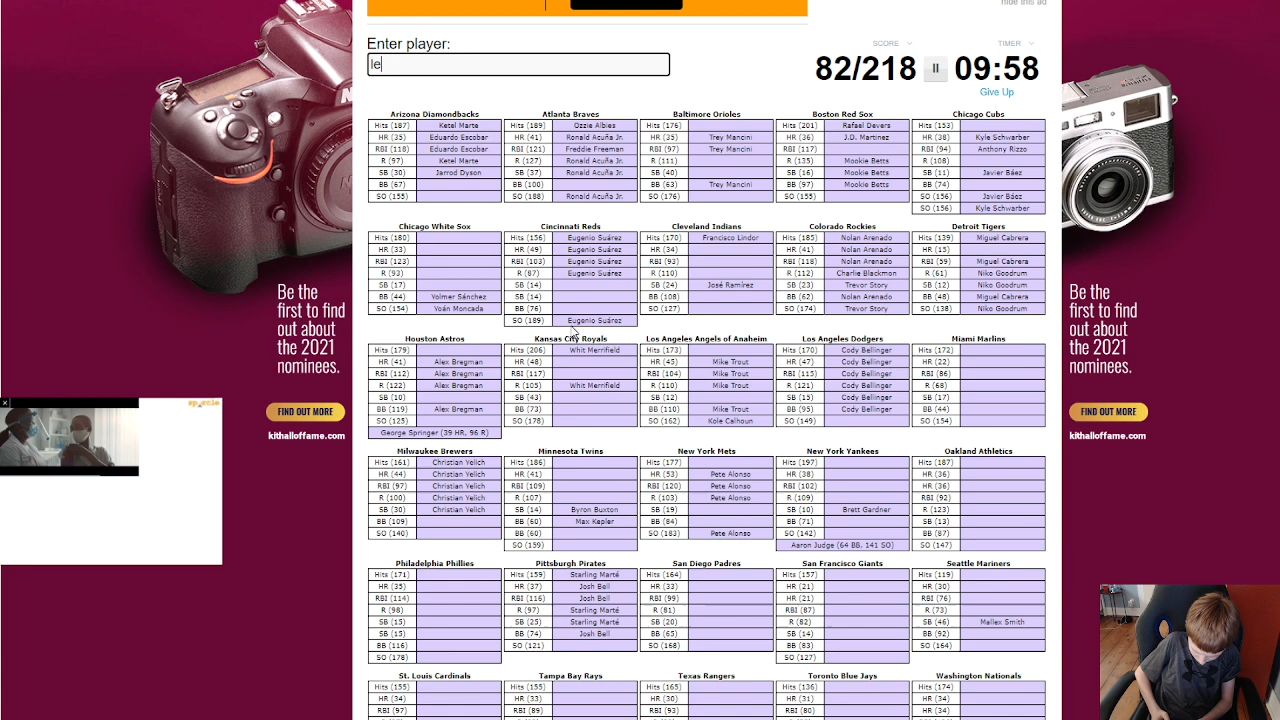 hide this ad
Enter player:
le
SCORE
TIMER
82/218
09:58
Give Up
Arizona Diamondbacks
Hits (187) Ketel Marte
HR (35) Eduardo Escobar
RBI (118) Eduardo Escobar
R (97) Ketel Marte
SB (30) Jarrod Dyson
BB (67)
SO (155)
Atlanta Braves
Hits (189) Ozzie Albies
HR (41) Ronald Acuña Jr.
RBI (121) Freddie Freeman
R (127) Ronald Acuña Jr.
SB (37) Ronald Acuña Jr.
BB (100)
SO (188) Ronald Acuña Jr.
Baltimore Orioles
Hits (176)
HR (35) Trey Mancini
RBI (97) Trey Mancini
R (111)
SB (40)
BB (63) Trey Mancini
SO (176)
Boston Red Sox
Hits (201) Rafael Devers
HR (36) J.D. Martinez
RBI (117)
R (135) Mookie Betts
SB (16) Mookie Betts
BB (97) Mookie Betts
SO (155)
Chicago Cubs
Hits (153)
HR (38) Kyle Schwarber
RBI (94) Anthony Rizzo
R (108)
SB (11) Javier Báez
BB (74)
SO (156) Javier Báez
SO (156) Kyle Schwarber
Chicago White Sox
Hits (180)
HR (33)
RBI (123)
R (93)
SB (17)
BB (44) Yolmer Sánchez
SO (154) Yoán Moncada
Cincinnati Reds
Hits (156) Eugenio Suárez
HR (49) Eugenio Suárez
RBI (103) Eugenio Suárez
R (87) Eugenio Suárez
SB (14)
SB (14)
BB (76)
SO (189) Eugenio Suárez
Cleveland Indians
Hits (170) Francisco Lindor
HR (34)
RBI (93)
R (110)
SB (24) José Ramírez
BB (108)
SO (127)
Colorado Rockies
Hits (185) Nolan Arenado
HR (41) Nolan Arenado
RBI (118) Nolan Arenado
R (112) Charlie Blackmon
SB (23) Trevor Story
BB (62) Nolan Arenado
SO (174) Trevor Story
Detroit Tigers
Hits (139) Miguel Cabrera
HR (15)
RBI (59) Miguel Cabrera
R (61) Niko Goodrum
SB (12) Niko Goodrum
BB (48) Miguel Cabrera
SO (138) Niko Goodrum
Houston Astros
Hits (179)
HR (41) Alex Bregman
RBI (112) Alex Bregman
R (122) Alex Bregman
SB (10)
BB (119) Alex Bregman
SO (125)
George Springer (39 HR, 96 R)
Kansas City Royals
Hits (206) Whit Merrifield
HR (48)
RBI (117)
R (105) Whit Merrifield
SB (43)
BB (73)
SO (178)
Los Angeles Angels of Anaheim
Hits (173)
HR (45) Mike Trout
RBI (104) Mike Trout
R (110) Mike Trout
SB (12)
BB (110) Mike Trout
SO (162) Kole Calhoun
Los Angeles Dodgers
Hits (170) Cody Bellinger
HR (47) Cody Bellinger
RBI (115) Cody Bellinger
R (121) Cody Bellinger
SB (15) Cody Bellinger
BB (95) Cody Bellinger
SO (149)
Miami Marlins
Hits (172)
HR (22)
RBI (86)
R (68)
SB (17)
BB (44)
SO (154)
Milwaukee Brewers
Hits (161) Christian Yelich
HR (44) Christian Yelich
RBI (97) Christian Yelich
R (100) Christian Yelich
SB (30) Christian Yelich
BB (109)
SO (140)
Minnesota Twins
Hits (186)
HR (41)
RBI (109)
R (107)
SB (14) Byron Buxton
BB (60) Max Kepler
BB (60)
SO (159)
New York Mets
Hits (177)
HR (53) Pete Alonso
RBI (120) Pete Alonso
R (103) Pete Alonso
SB (19)
BB (84)
SO (183) Pete Alonso
New York Yankees
Hits (197)
HR (38)
RBI (102)
R (109)
SB (10) Brett Gardner
BB (71)
SO (142)
Aaron Judge (64 BB, 141 SO)
Oakland Athletics
Hits (187)
HR (36)
HR (36)
RBI (92)
R (123)
SB (13)
BB (87)
SO (147)
Philadelphia Phillies
Hits (171)
HR (35)
RBI (114)
R (98)
SB (15)
SB (15)
BB (116)
SO (178)
Pittsburgh Pirates
Hits (159) Starling Marté
HR (37) Josh Bell
RBI (116) Josh Bell
R (97) Starling Marté
SB (25) Starling Marté
BB (74) Josh Bell
SO (121)
San Diego Padres
Hits (164)
HR (33)
RBI (99)
R (81)
SB (20)
BB (65)
SO (168)
San Francisco Giants
Hits (157)
HR (21)
HR (21)
RBI (87)
R (82)
SB (14)
BB (83)
SO (127)
Seattle Mariners
Hits (119)
HR (30)
RBI (76)
R (73)
SB (46) Mallex Smith
BB (92)
SO (164)
St. Louis Cardinals
Hits (155)
HR (34)
RBI (97)
Tampa Bay Rays
Hits (155)
HR (33)
RBI (89)
Texas Rangers
Hits (165)
HR (30)
RBI (93)
Toronto Blue Jays
Hits (136)
HR (31)
RBI (80)
Washington Nationals
Hits (174)
HR (34)
HR (34)
Be the
first to find
out about
the 2021
nominees.
FIND OUT MORE
kithalloffame.com
Be the
first to find
out about
the 2021
nominees.
FIND OUT MORE
kithalloffame.com